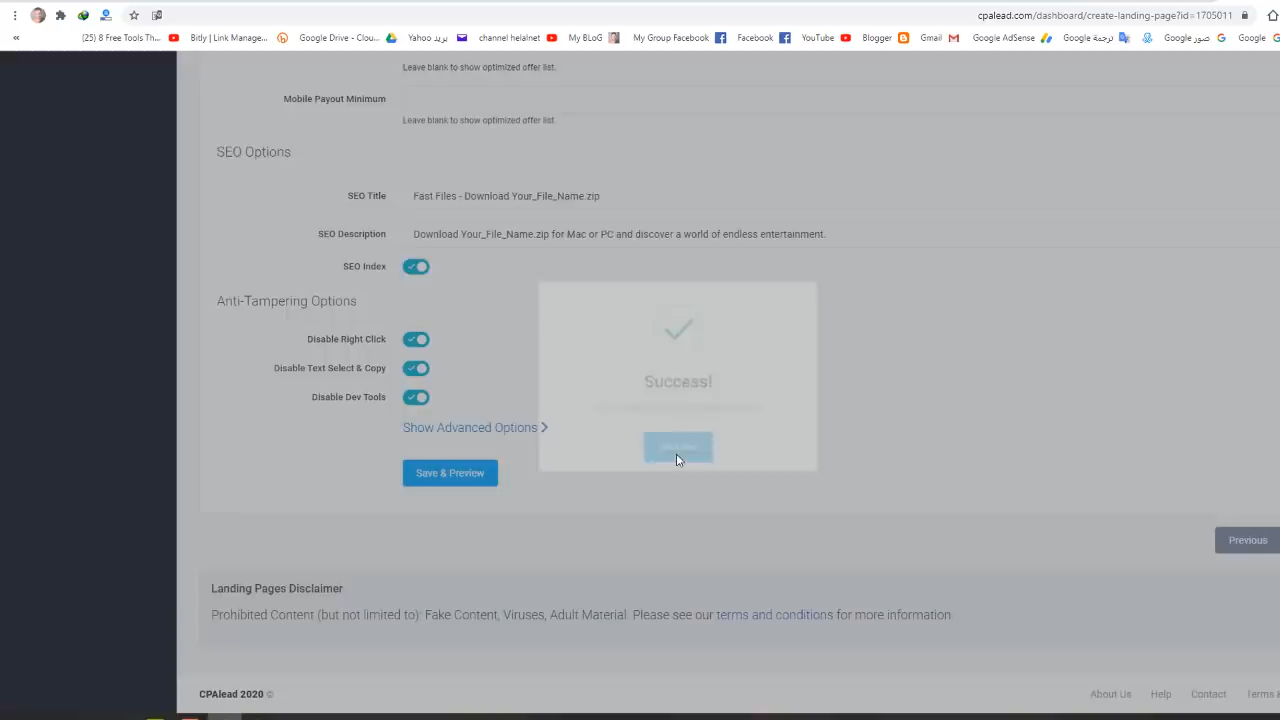 cpalead.com/dashboard/create-landing-page?id=1705011
« (25) 8 Free Tools Th... Bitly | Link Manage... Google Drive - Clou... بريد Yahoo channel helalnet My BLoG My Group Facebook Facebook YouTube Blogger Gmail Google AdSense ترجمة Google صور Google Google
Leave blank to show optimized offer list.
Mobile Payout Minimum
Leave blank to show optimized offer list.
SEO Options
SEO Title Fast Files - Download Your_File_Name.zip
SEO Description Download Your_File_Name.zip for Mac or PC and discover a world of endless entertainment.
SEO Index
Anti-Tampering Options
Disable Right Click
Disable Text Select & Copy
Disable Dev Tools
Success!
Show Advanced Options >
Save & Preview
Previous
Landing Pages Disclaimer
Prohibited Content (but not limited to): Fake Content, Viruses, Adult Material. Please see our terms and conditions for more information.
CPAlead 2020 © About Us Help Contact Terms &